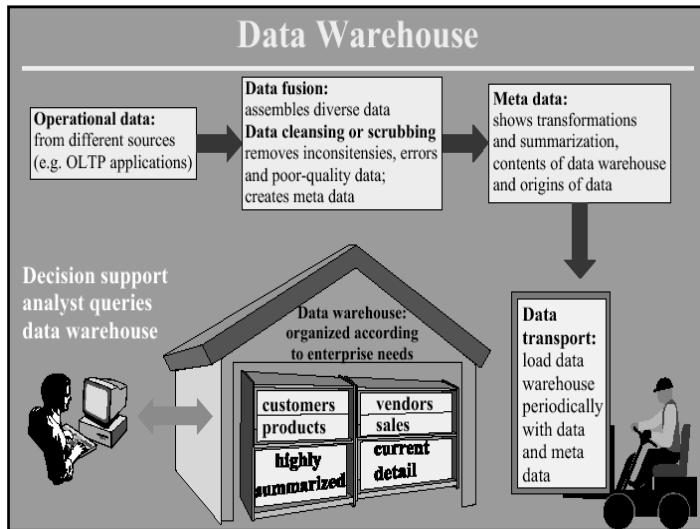 Data Warehouse
Operational data:
from different sources
(e.g. OLTP applications)
Data fusion:
assembles diverse data
Data cleansing or scrubbing
removes inconsitensies, errors
and poor-quality data;
creates meta data
Meta data:
shows transformations
and summarization,
contents of data warehouse
and origins of data
Data
transport:
load data
warehouse
periodically
with data
and meta
data
Data warehouse:
organized according
to enterprise needs
customers
products
vendors
sales
highly
summarized
current
detail
Decision support
analyst queries
data warehouse